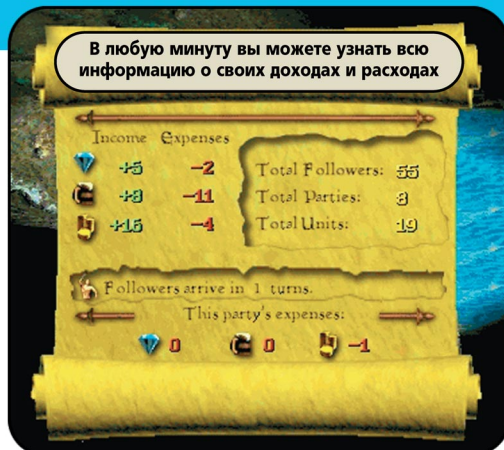 В любую минуту вы можете узнать всю
информацию о своих доходах и расходах
Income Expenses
+5 -2
+8 -11
+16 -4
Total Followers: 55
Total Parties: 8
Total Units: 19
Followers arrive in 1 turns.
This party's expenses:
0 0 -1